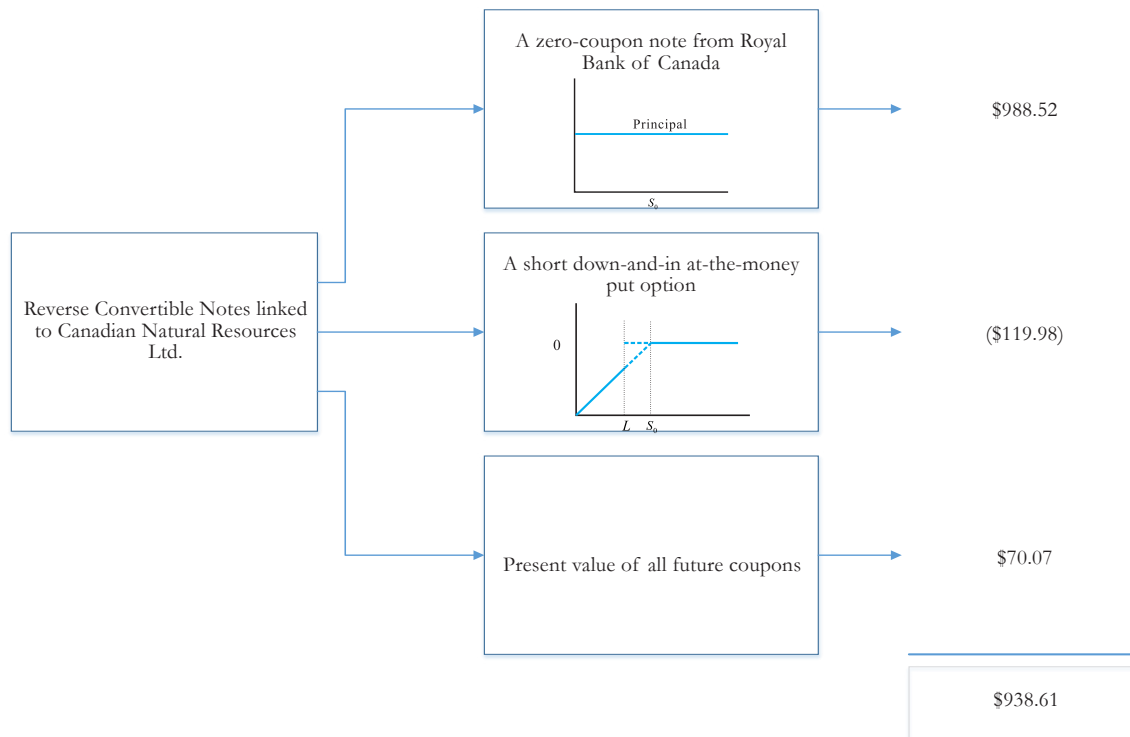 A zero-coupon note from Royal
Bank of Canada
Principal
S₀
$988.52
Reverse Convertible Notes linked
to Canadian Natural Resources
Ltd.
A short down-and-in at-the-money
put option
0
L S₀
($119.98)
Present value of all future coupons
$70.07
$938.61